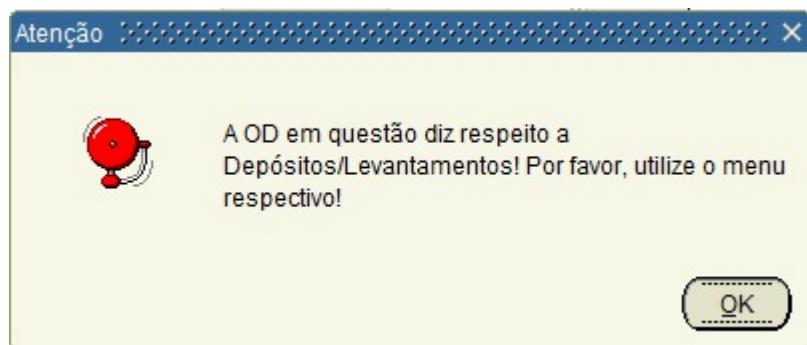 Atenção
A OD em questão diz respeito a
Depósitos/Levantamentos! Por favor, utilize o menu
respectivo!
OK